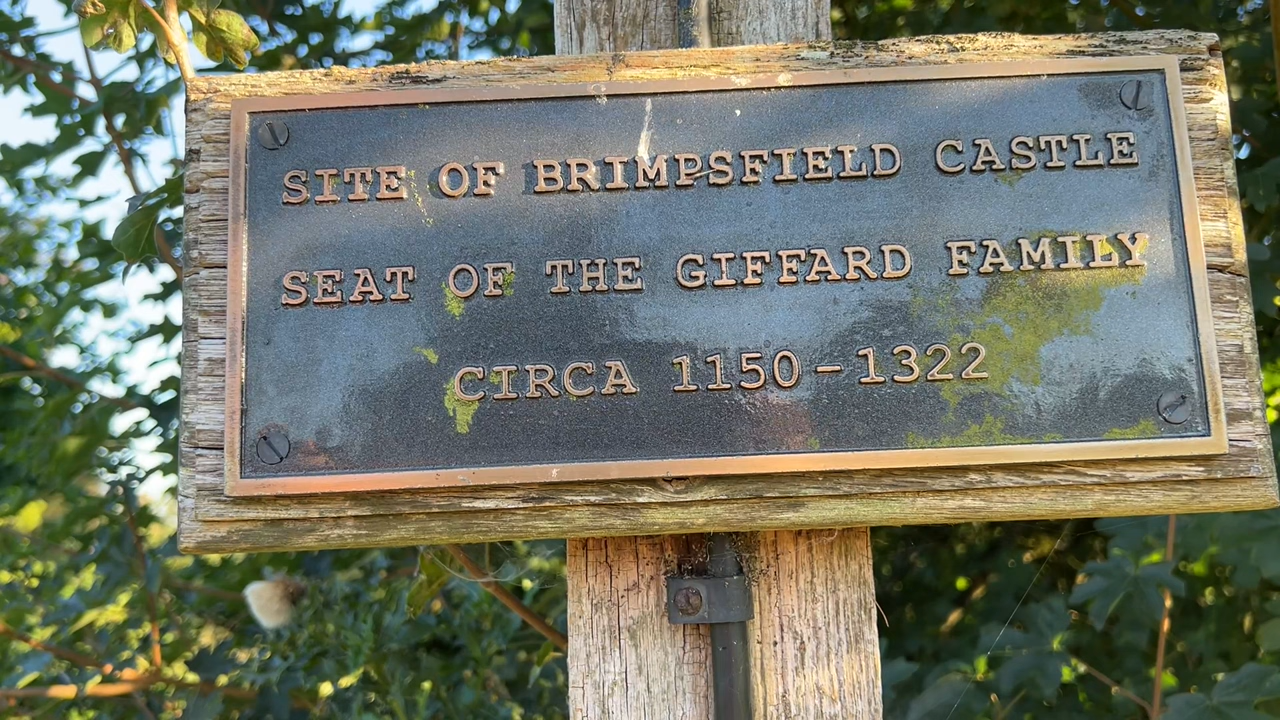 SITE OF BRIMPSFIELD CASTLE
SEAT OF THE GIFFARD FAMILY
CIRCA 1150-1322